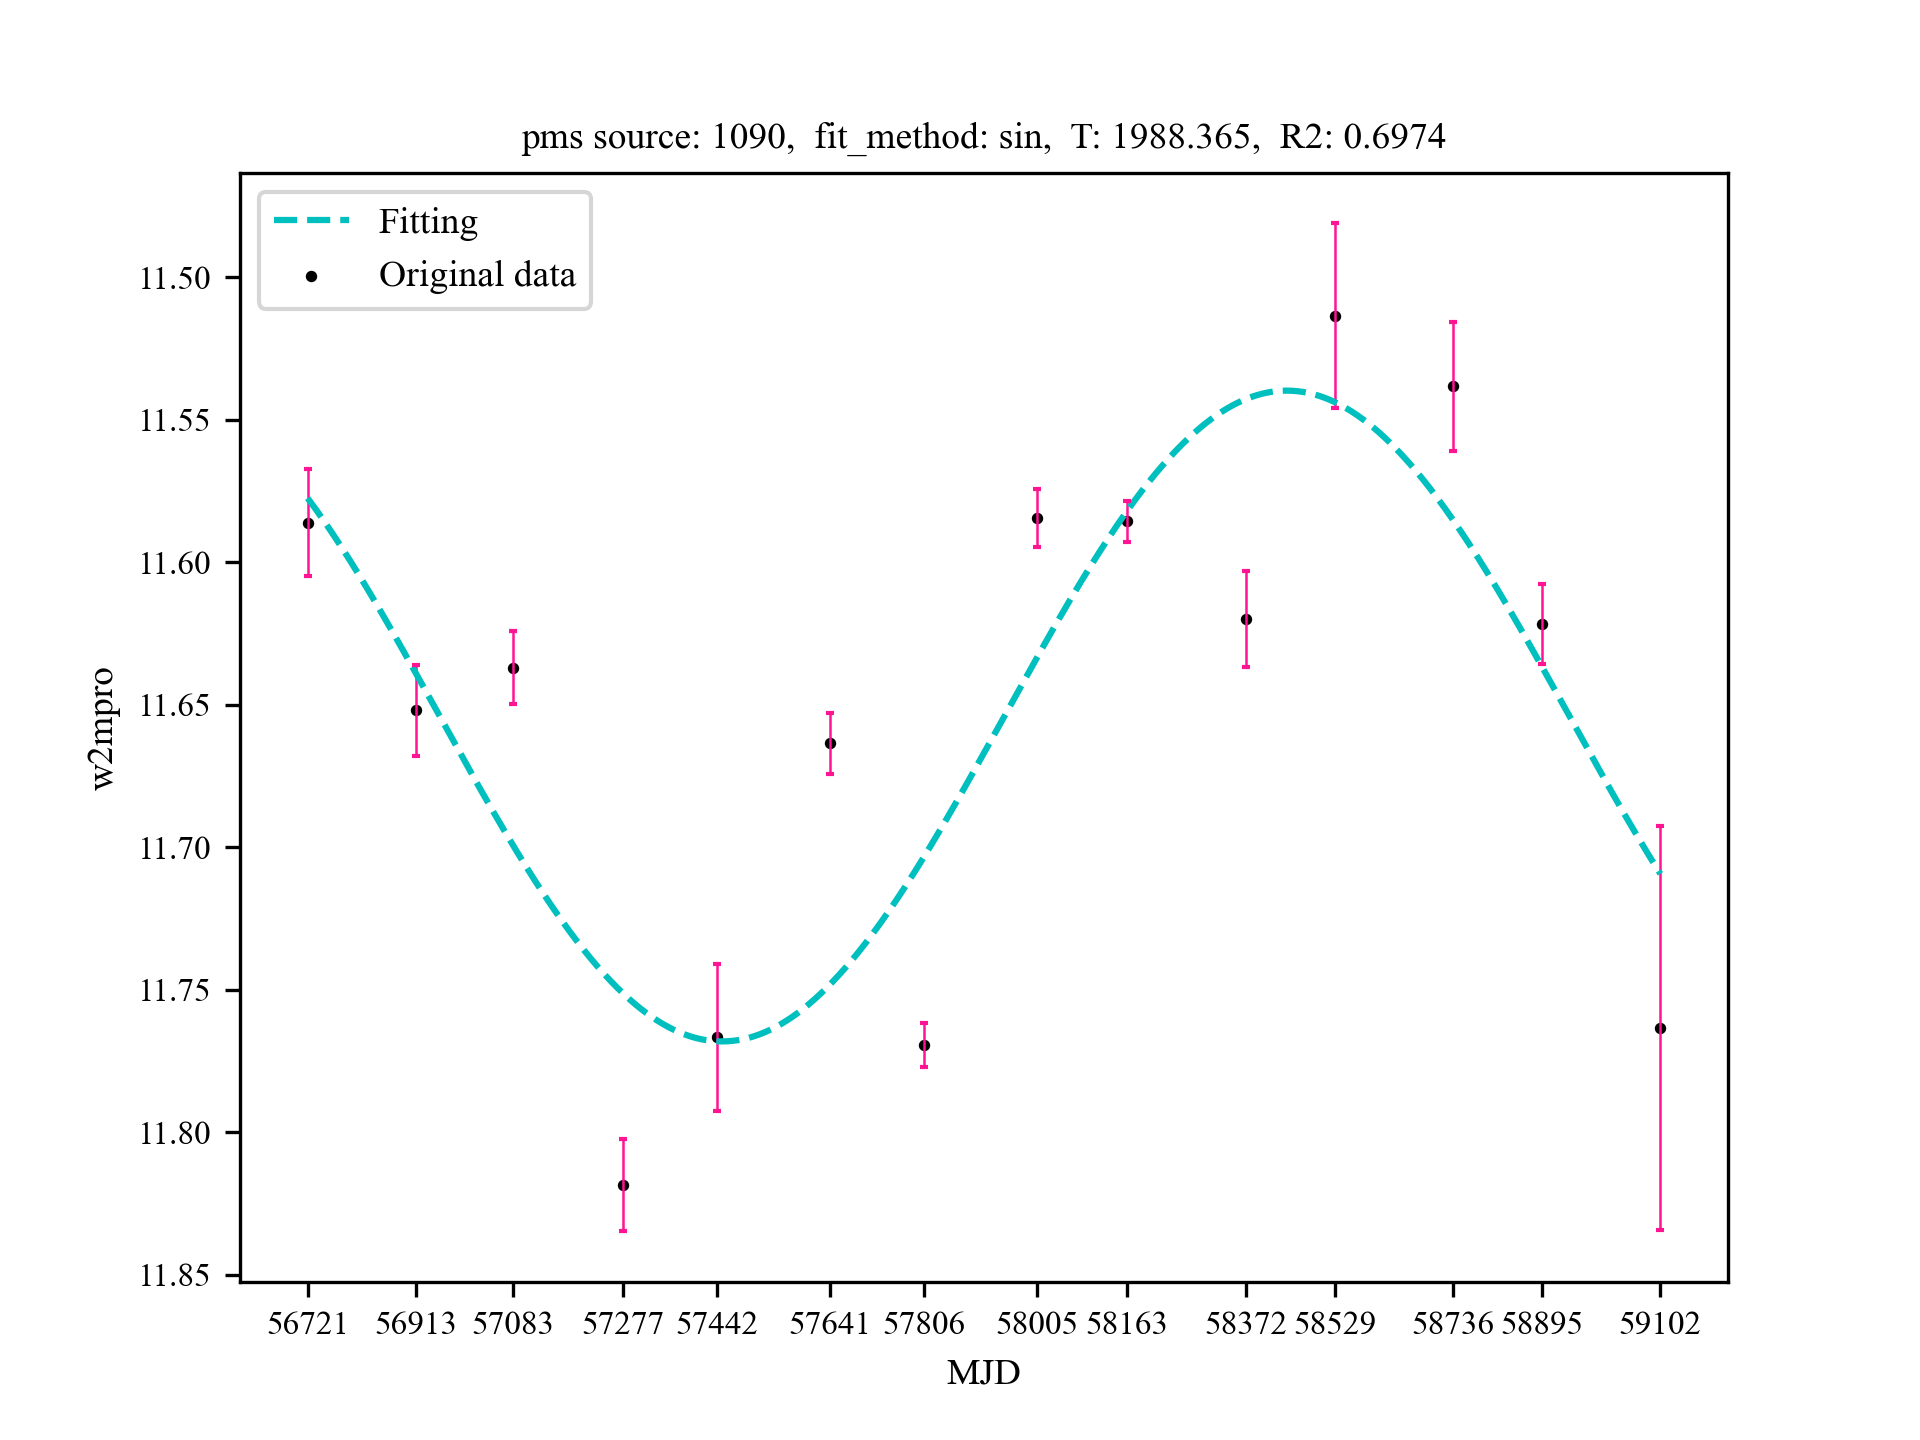 pms source: 1090,  fit_method: sin,  T: 1988.365,  R2: 0.6974
Fitting
Original data
11.50
11.55
11.60
11.65
11.70
11.75
11.80
11.85
w2mpro
56721 56913 57083 57277 57442 57641 57806 58005 58163 58372 58529 58736 58895 59102
MJD